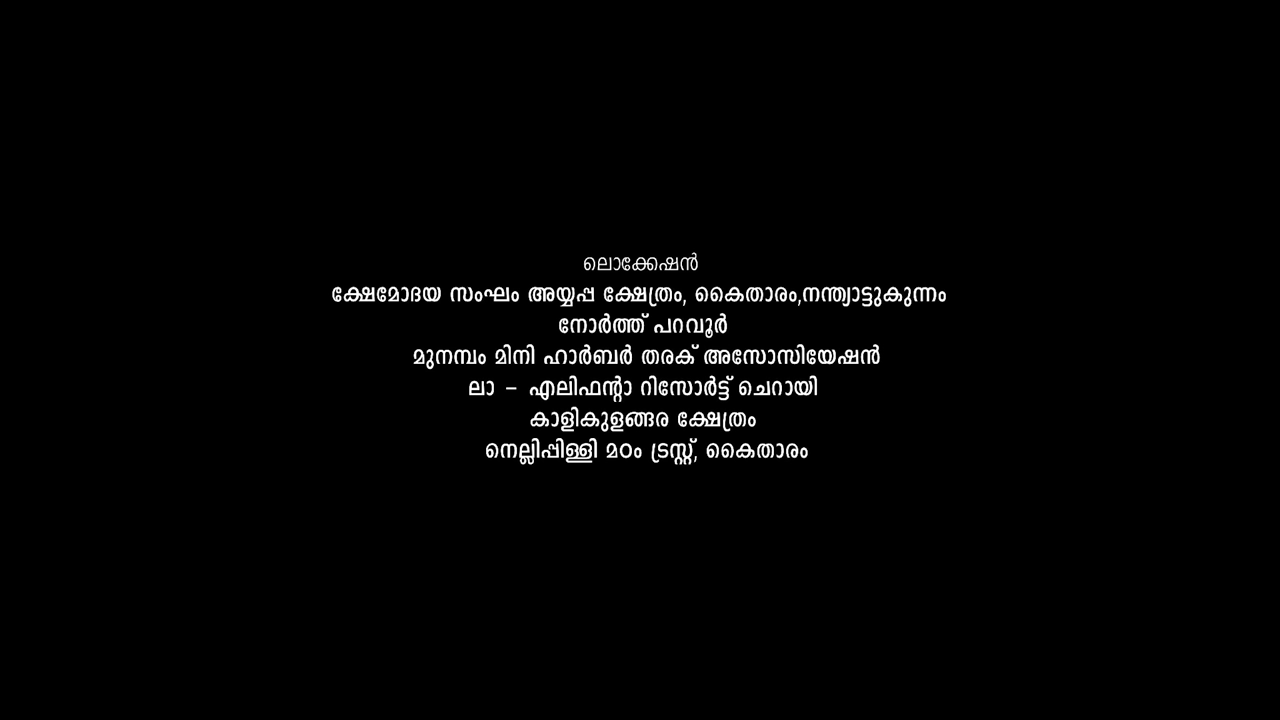 ലൊക്കേഷൻ
ക്ഷേമോദയ സംഘം അയ്യപ്പ ക്ഷേത്രം, കൈതാരം,നന്ത്യാട്ടുകുന്നം
നോർത്ത് പറവൂർ
മുനമ്പം മിനി ഹാർബർ തരക് അസോസിയേഷൻ
ലാ – എലിഫന്റാ റിസോർട്ട് ചെറായി
കാളികുളങ്ങര ക്ഷേത്രം
നെല്ലിപ്പിള്ളി മഠം ട്രസ്റ്റ്, കൈതാരം